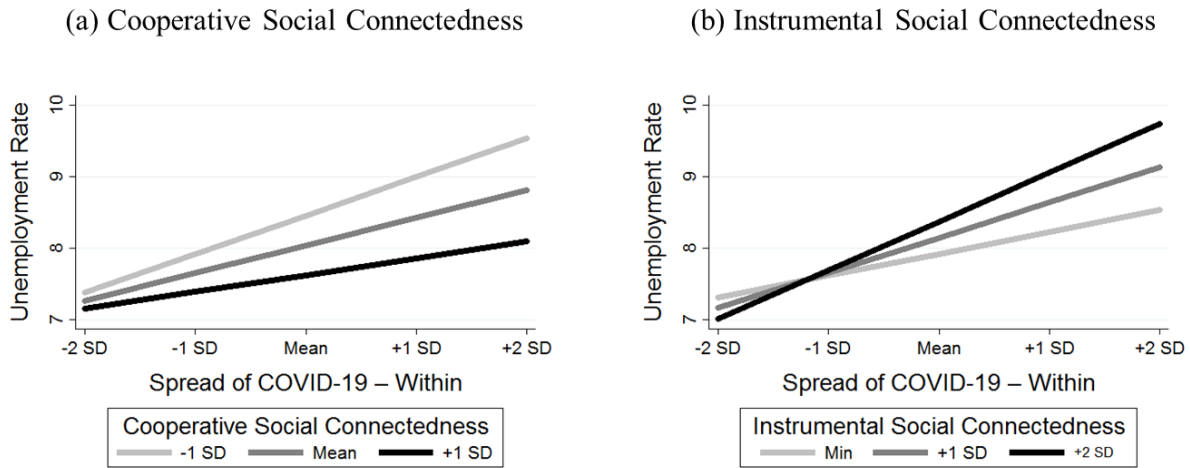 (a) Cooperative Social Connectedness
Unemployment Rate
10
9
8
7
-2 SD -1 SD Mean +1 SD +2 SD
Spread of COVID-19 – Within
Cooperative Social Connectedness
-1 SD Mean +1 SD
(b) Instrumental Social Connectedness
Unemployment Rate
10
9
8
7
-2 SD -1 SD Mean +1 SD +2 SD
Spread of COVID-19 – Within
Instrumental Social Connectedness
Min +1 SD +2 SD